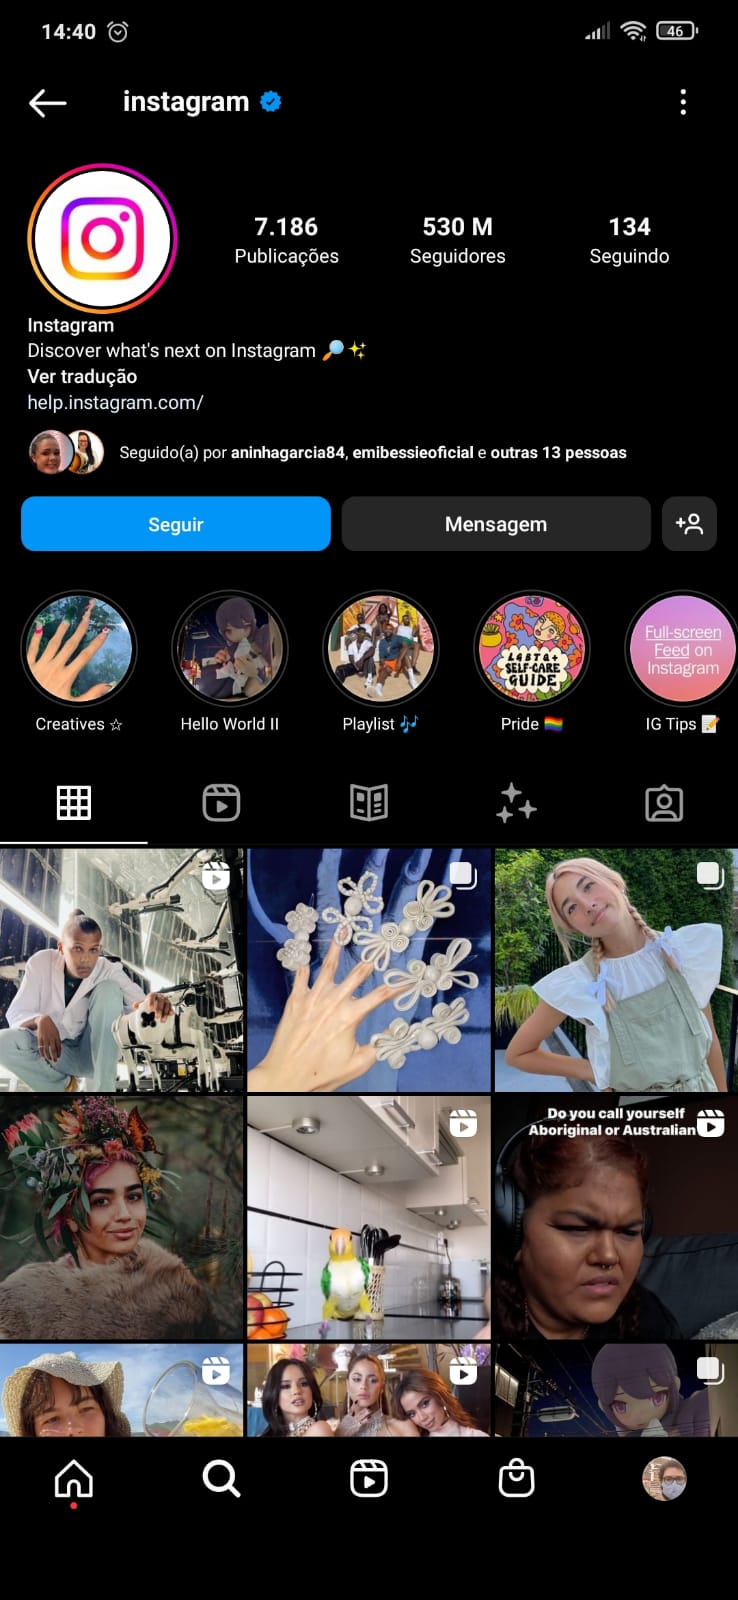 14:40
46
instagram
7.186
530 M
134
Publicações
Seguidores
Seguindo
Instagram
Discover what's next on Instagram 🔎✨
Ver tradução
help.instagram.com/
Seguido(a) por aninhagarcia84, emibessieoficial e outras 13 pessoas
Seguir
Mensagem
LGBTQ+
SELF-CARE
GUIDE
Full-screen
Feed on
Instagram
Creatives ☆
Hello World II
Playlist 🎶
Pride 🏳️‍🌈
IG Tips 📝
Do you call yourself
Aboriginal or Australian